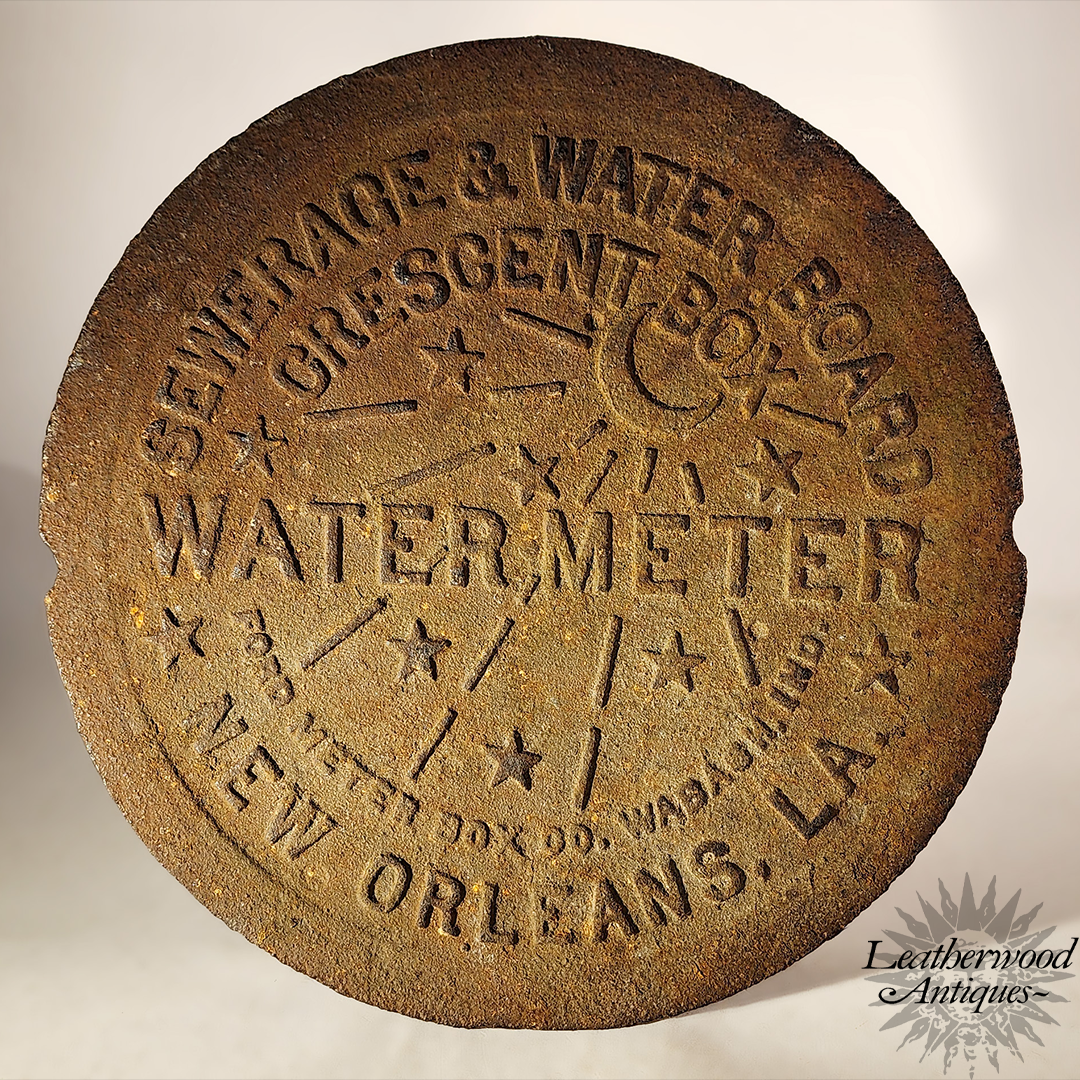 SEWERAGE & WATER BOARD
CRESCENT BOX
WATER METER
FORD METER BOX CO. WABASH, IND.
NEW ORLEANS, LA.
Leatherwood
Antiques~